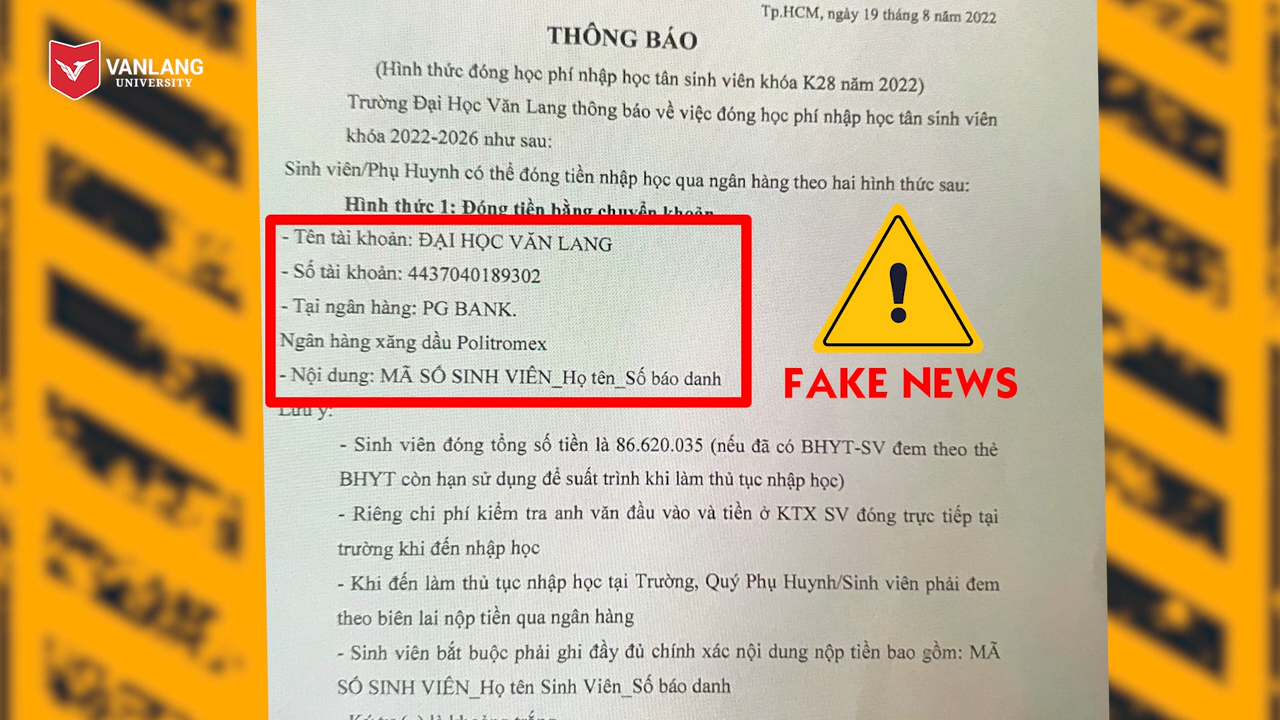 VANLANG
UNIVERSITY
Tp.HCM, ngày 19 tháng 8 năm 2022
THÔNG BÁO
(Hình thức đóng học phí nhập học tân sinh viên khóa K28 năm 2022)
Trường Đại Học Văn Lang thông báo về việc đóng học phí nhập học tân sinh viên
khóa 2022-2026 như sau:
Sinh viên/Phụ Huynh có thể đóng tiền nhập học qua ngân hàng theo hai hình thức sau:
Hình thức 1: Đóng tiền bằng chuyển khoản
- Tên tài khoản: ĐẠI HỌC VĂN LANG
- Số tài khoản: 4437040189302
- Tại ngân hàng: PG BANK.
Ngân hàng xăng dầu Politromex
- Nội dung: MÃ SỐ SINH VIÊN_Họ tên_Số báo danh
FAKE NEWS
Lưu ý:
- Sinh viên đóng tổng số tiền là 86.620.035 (nếu đã có BHYT-SV đem theo thẻ
BHYT còn hạn sử dụng để suất trình khi làm thủ tục nhập học)
- Riêng chi phí kiểm tra anh văn đầu vào và tiền ở KTX SV đóng trực tiếp tại
trường khi đến nhập học
- Khi đến làm thủ tục nhập học tại Trường, Quý Phụ Huynh/Sinh viên phải đem
theo biên lai nộp tiền qua ngân hàng
- Sinh viên bắt buộc phải ghi đầy đủ chính xác nội dung nộp tiền bao gồm: MÃ
SỐ SINH VIÊN_Họ tên Sinh Viên_Số báo danh